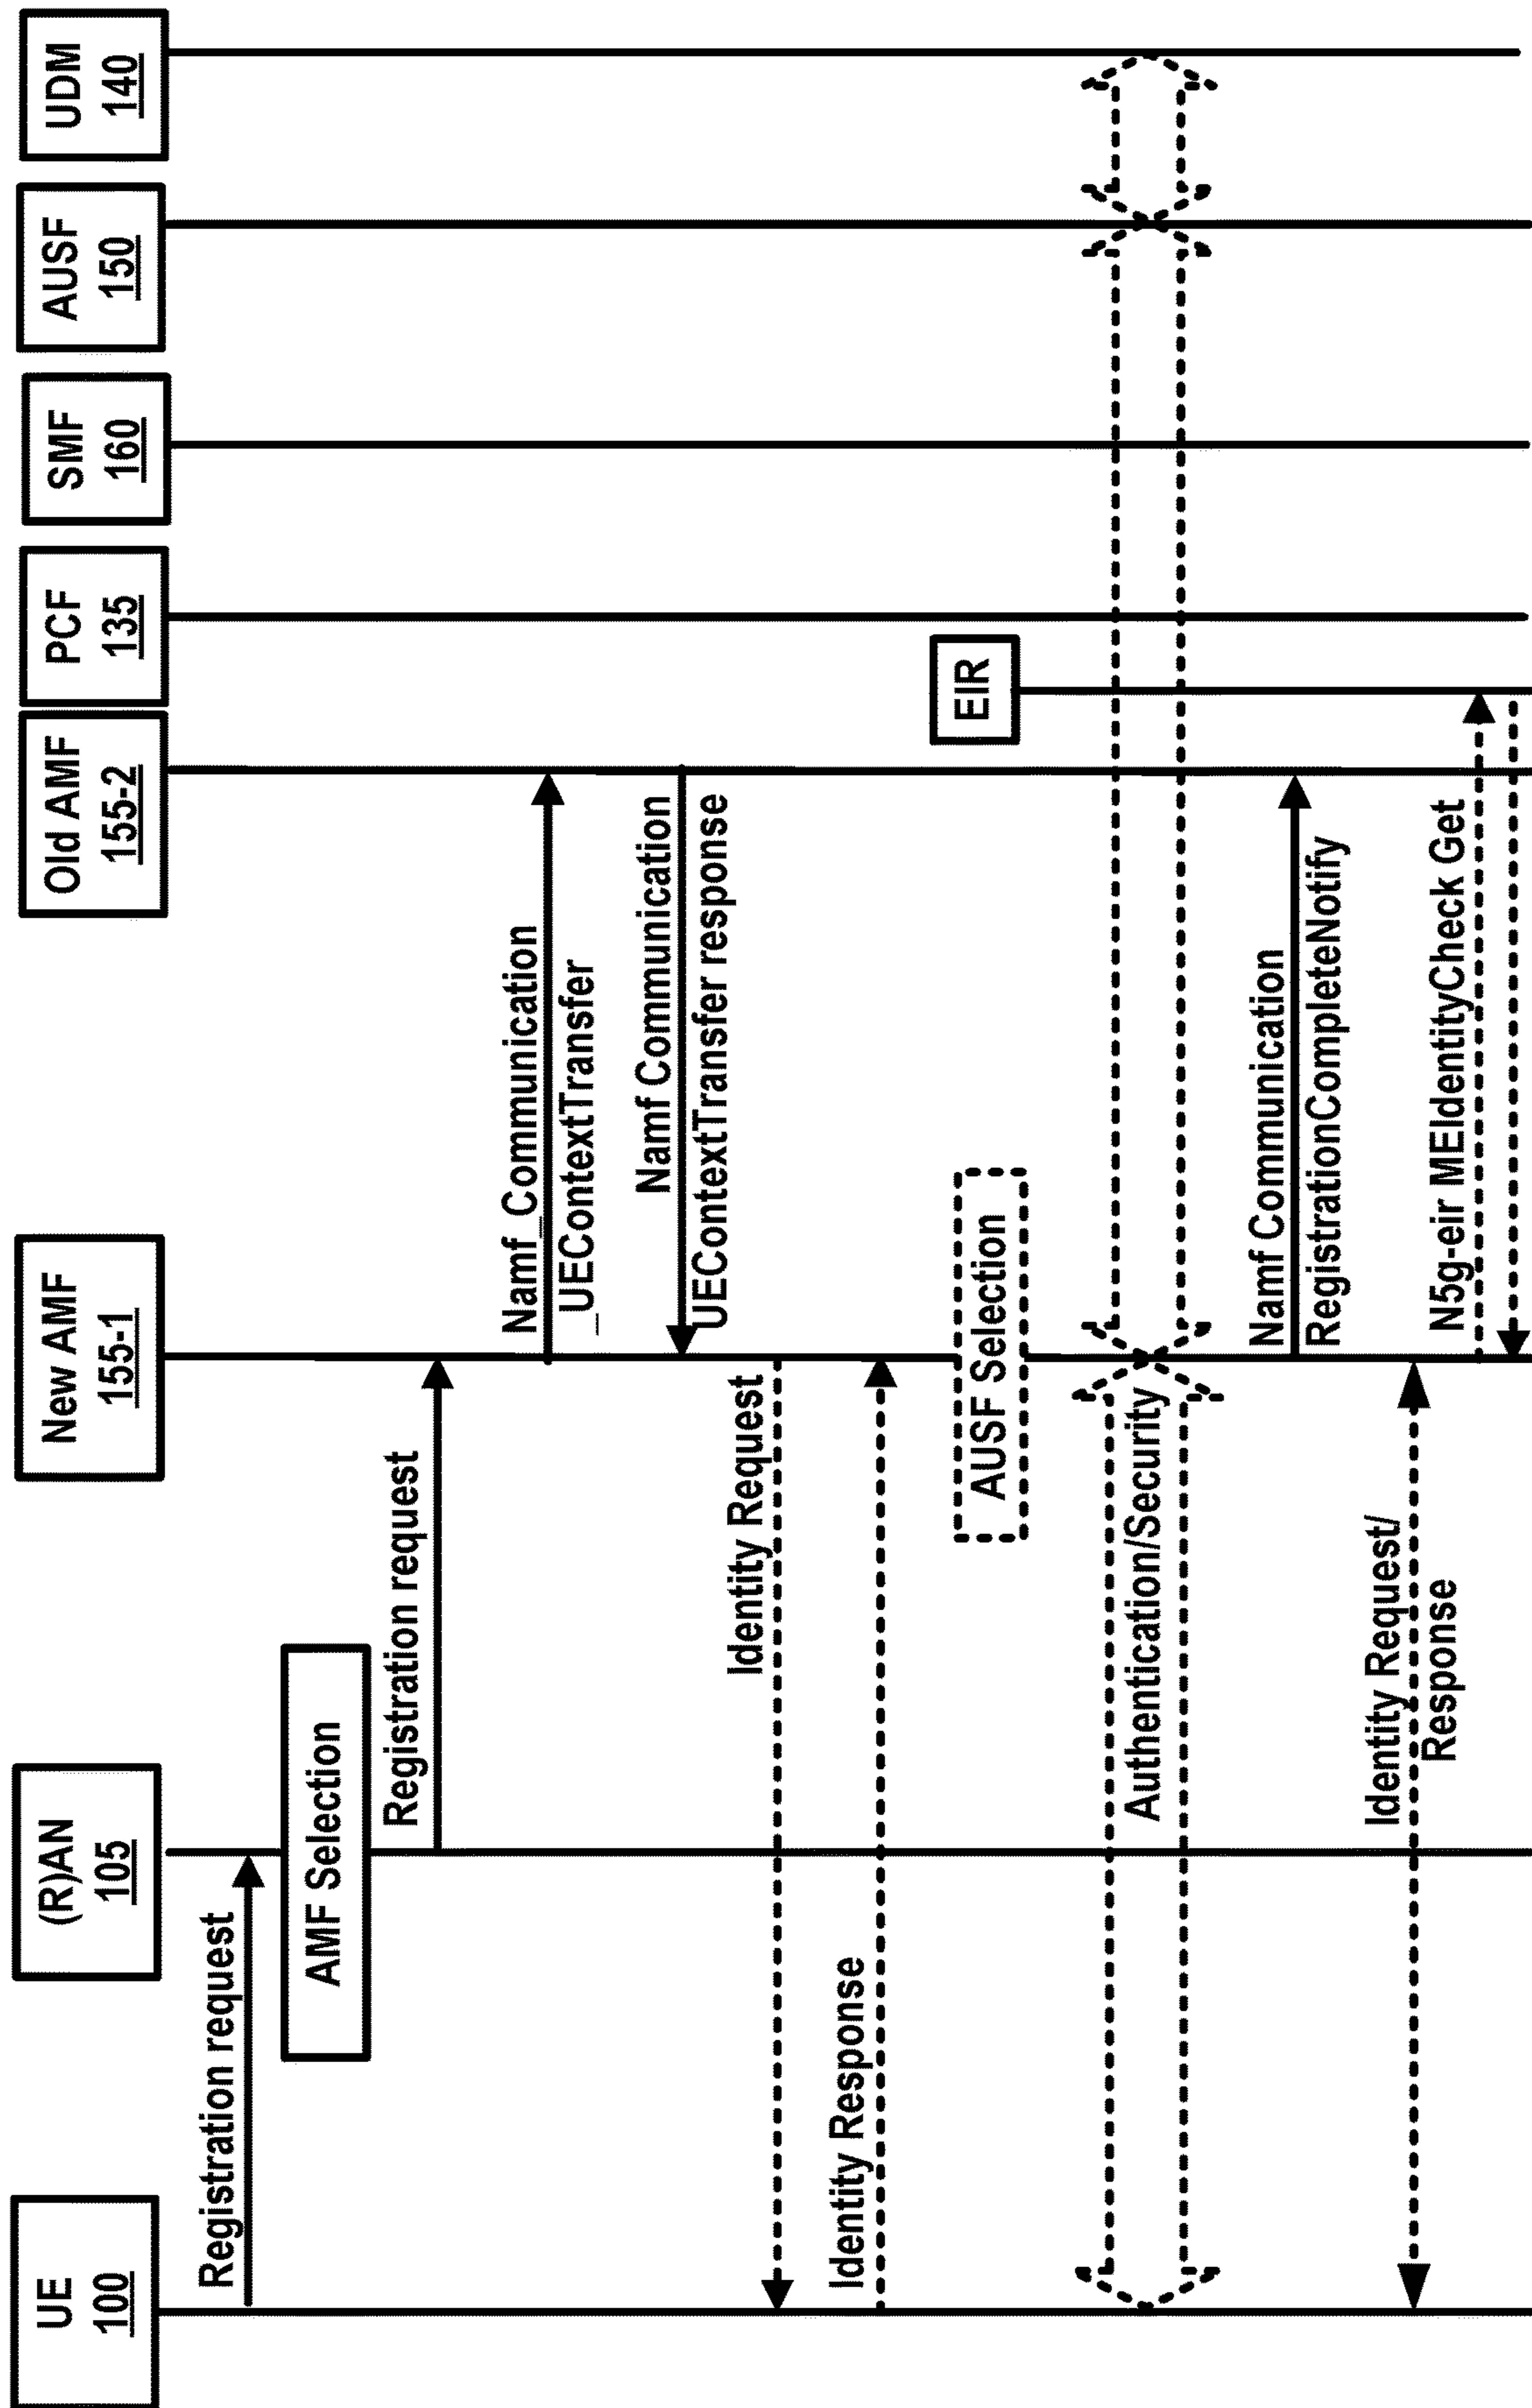 UE
100
(R)AN
105
New AMF
155-1
Old AMF
155-2
PCF
135
SMF
160
AUSF
150
UDM
140
Registration request
AMF Selection
Registration request
Namf_Communication
_UEContextTransfer
Namf Communication
UEContextTransfer response
Identity Request
Identity Response
AUSF Selection
EIR
Authentication/Security
Namf Communication
RegistrationCompleteNotify
Identity Request/
Response
N5g-eir MEIdentityCheck Get